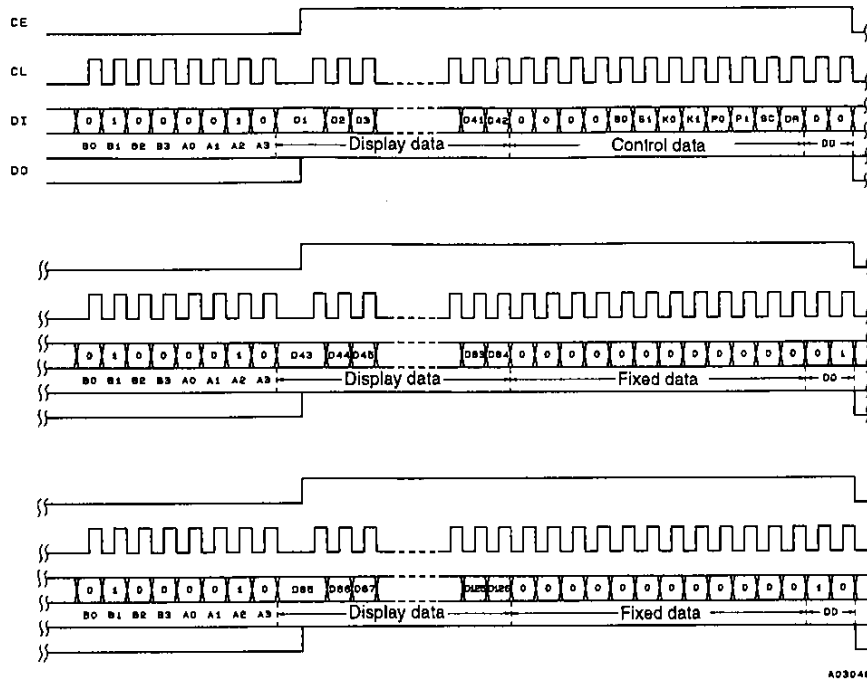 CE
CL
DI 0 1 0 0 0 0 1 0 D1 D2 D3 D41 D42 0 0 0 0 S0 S1 K0 K1 P0 P1 SC DR 0 0
B0 B1 B2 B3 A0 A1 A2 A3 Display data Control data DD
DO
0 1 0 0 0 0 1 0 D43 D44 D45 D83 D84 0 0 0 0 0 0 0 0 0 0 0 0 0 1
B0 B1 B2 B3 A0 A1 A2 A3 Display data Fixed data DD
0 1 0 0 0 0 1 0 D85 D86 D87 D125 D126 0 0 0 0 0 0 0 0 0 0 0 0 1 0
B0 B1 B2 B3 A0 A1 A2 A3 Display data Fixed data DD